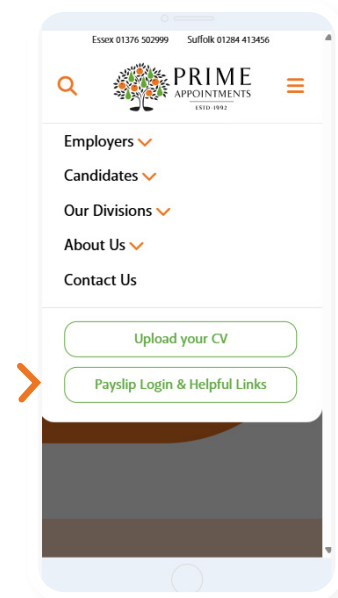 Essex 01376 502999 Suffolk 01284 413456
PRIME
APPOINTMENTS
ESTD 1992
Employers
Candidates
Our Divisions
About Us
Contact Us
Upload your CV
Payslip Login & Helpful Links